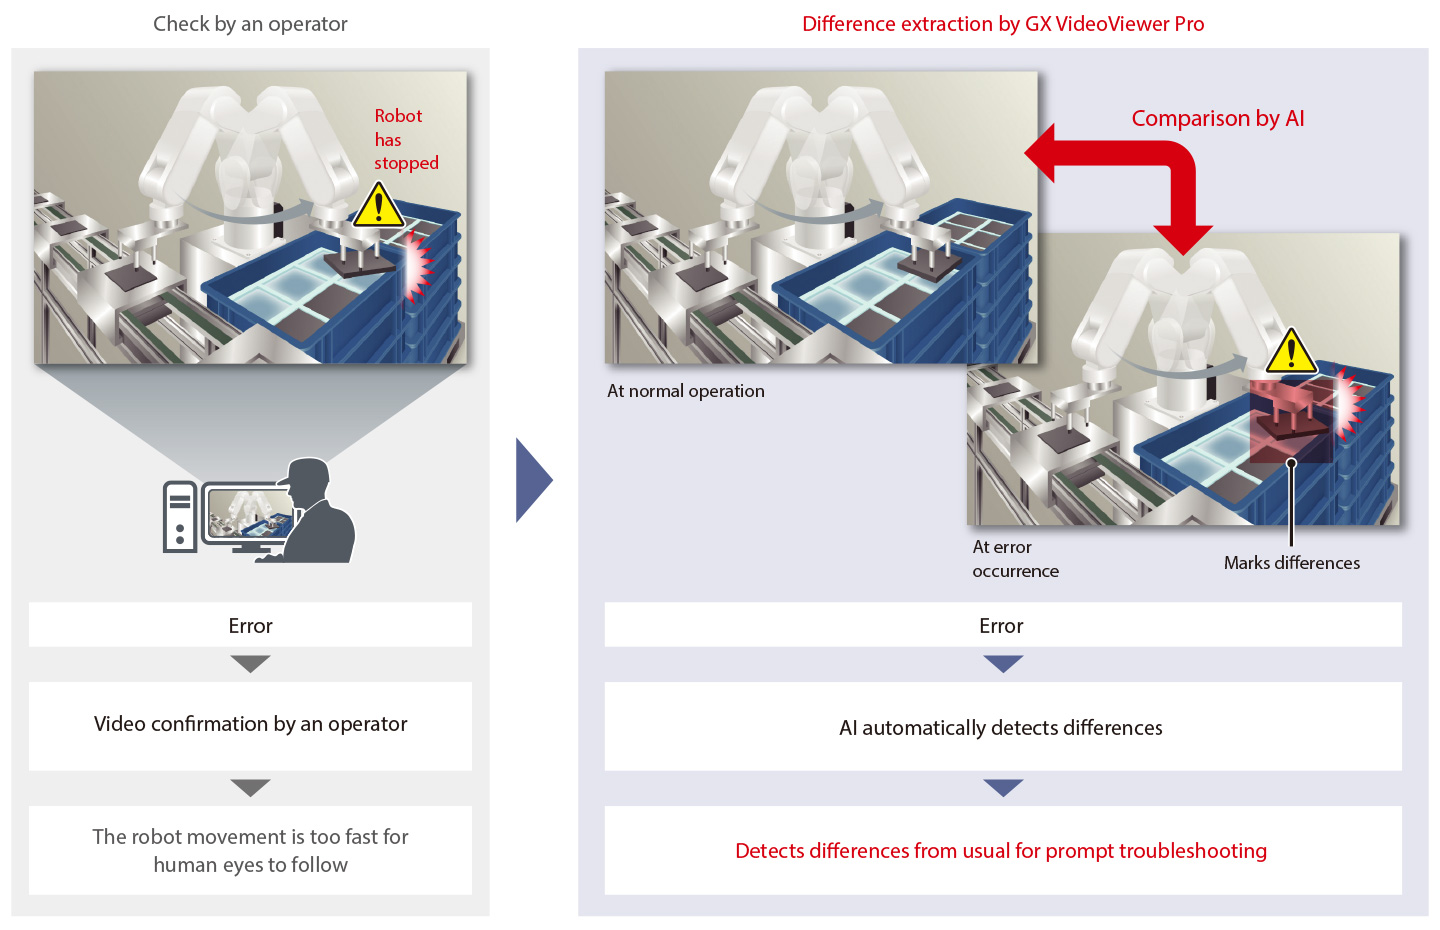 Check by an operator
Robot
has
stopped
Error
Video confirmation by an operator
The robot movement is too fast for
human eyes to follow
Difference extraction by GX VideoViewer Pro
Comparison by AI
At normal operation
At error
occurrence
Marks differences
Error
AI automatically detects differences
Detects differences from usual for prompt troubleshooting